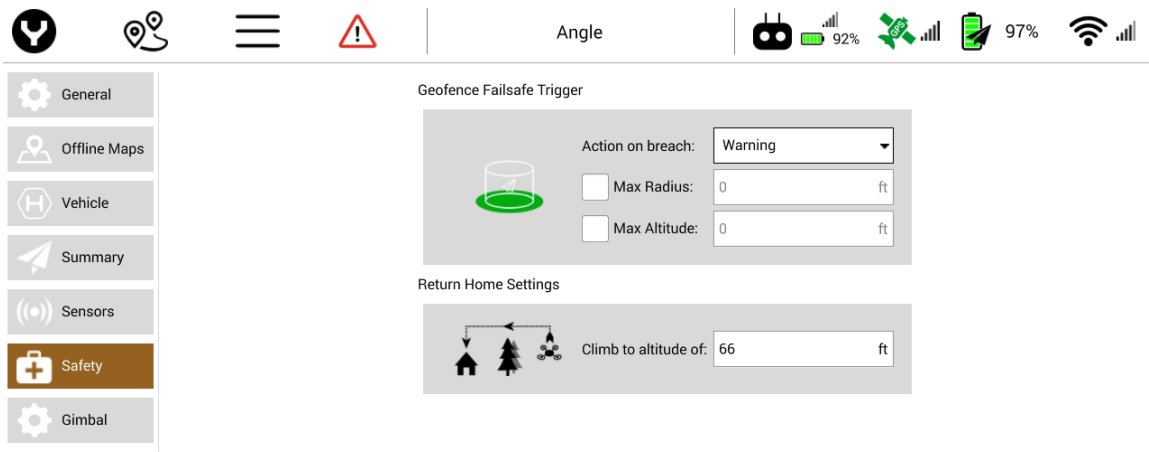 Angle
92%
GPS
97%
General
Offline Maps
Vehicle
Summary
Sensors
Safety
Gimbal
Geofence Failsafe Trigger
Action on breach: Warning
Max Radius: 0 ft
Max Altitude: 0 ft
Return Home Settings
Climb to altitude of: 66 ft